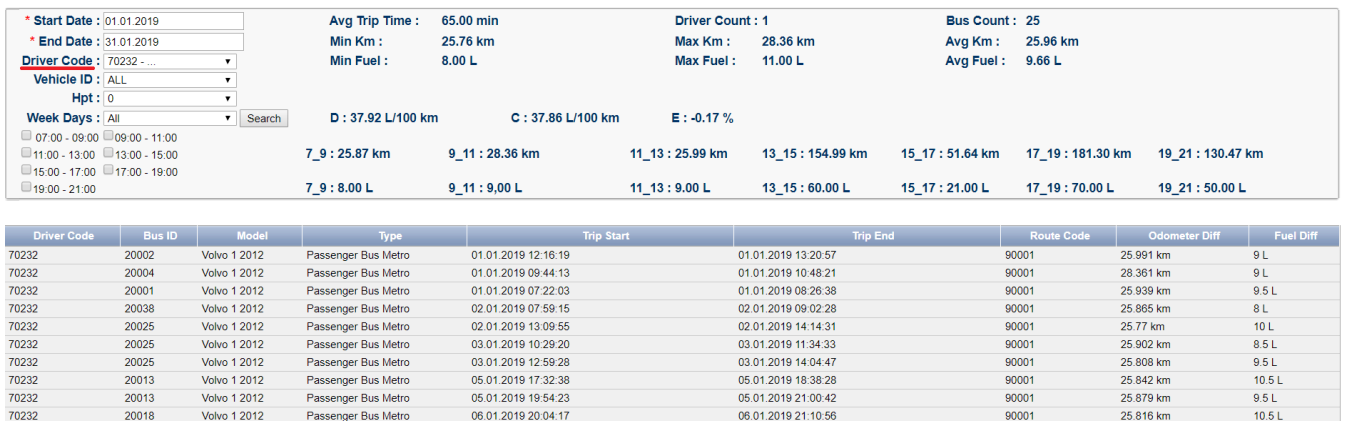 * Start Date : 01.01.2019 Avg Trip Time : 65.00 min Driver Count : 1 Bus Count : 25
* End Date : 31.01.2019 Min Km : 25.76 km Max Km : 28.36 km Avg Km : 25.96 km
Driver Code : 70232 - ... Min Fuel : 8.00 L Max Fuel : 11.00 L Avg Fuel : 9.66 L
Vehicle ID : ALL
Hpt : 0
Week Days : All Search D : 37.92 L/100 km C : 37.86 L/100 km E : -0.17 %
07:00 - 09:00 09:00 - 11:00
11:00 - 13:00 13:00 - 15:00 7_9 : 25.87 km 9_11 : 28.36 km 11_13 : 25.99 km 13_15 : 154.99 km 15_17 : 51.64 km 17_19 : 181.30 km 19_21 : 130.47 km
15:00 - 17:00 17:00 - 19:00
19:00 - 21:00 7_9 : 8.00 L 9_11 : 9,00 L 11_13 : 9.00 L 13_15 : 60.00 L 15_17 : 21.00 L 17_19 : 70.00 L 19_21 : 50.00 L
Driver Code Bus ID Model Type Trip Start Trip End Route Code Odometer Diff Fuel Diff
70232 20002 Volvo 1 2012 Passenger Bus Metro 01.01.2019 12:16:19 01.01.2019 13:20:57 90001 25.991 km 9 L
70232 20004 Volvo 1 2012 Passenger Bus Metro 01.01.2019 09:44:13 01.01.2019 10:48:21 90001 28.361 km 9 L
70232 20001 Volvo 1 2012 Passenger Bus Metro 01.01.2019 07:22:03 01.01.2019 08:26:38 90001 25.939 km 9.5 L
70232 20038 Volvo 1 2012 Passenger Bus Metro 02.01.2019 07:59:15 02.01.2019 09:02:28 90001 25.865 km 8 L
70232 20025 Volvo 1 2012 Passenger Bus Metro 02.01.2019 13:09:55 02.01.2019 14:14:31 90001 25.77 km 10 L
70232 20025 Volvo 1 2012 Passenger Bus Metro 03.01.2019 10:29:20 03.01.2019 11:34:33 90001 25.902 km 8.5 L
70232 20025 Volvo 1 2012 Passenger Bus Metro 03.01.2019 12:59:28 03.01.2019 14:04:47 90001 25.808 km 9.5 L
70232 20013 Volvo 1 2012 Passenger Bus Metro 05.01.2019 17:32:38 05.01.2019 18:38:28 90001 25.842 km 10.5 L
70232 20013 Volvo 1 2012 Passenger Bus Metro 05.01.2019 19:54:23 05.01.2019 21:00:42 90001 25.879 km 9.5 L
70232 20018 Volvo 1 2012 Passenger Bus Metro 06.01.2019 20:04:17 06.01.2019 21:10:56 90001 25.816 km 10.5 L